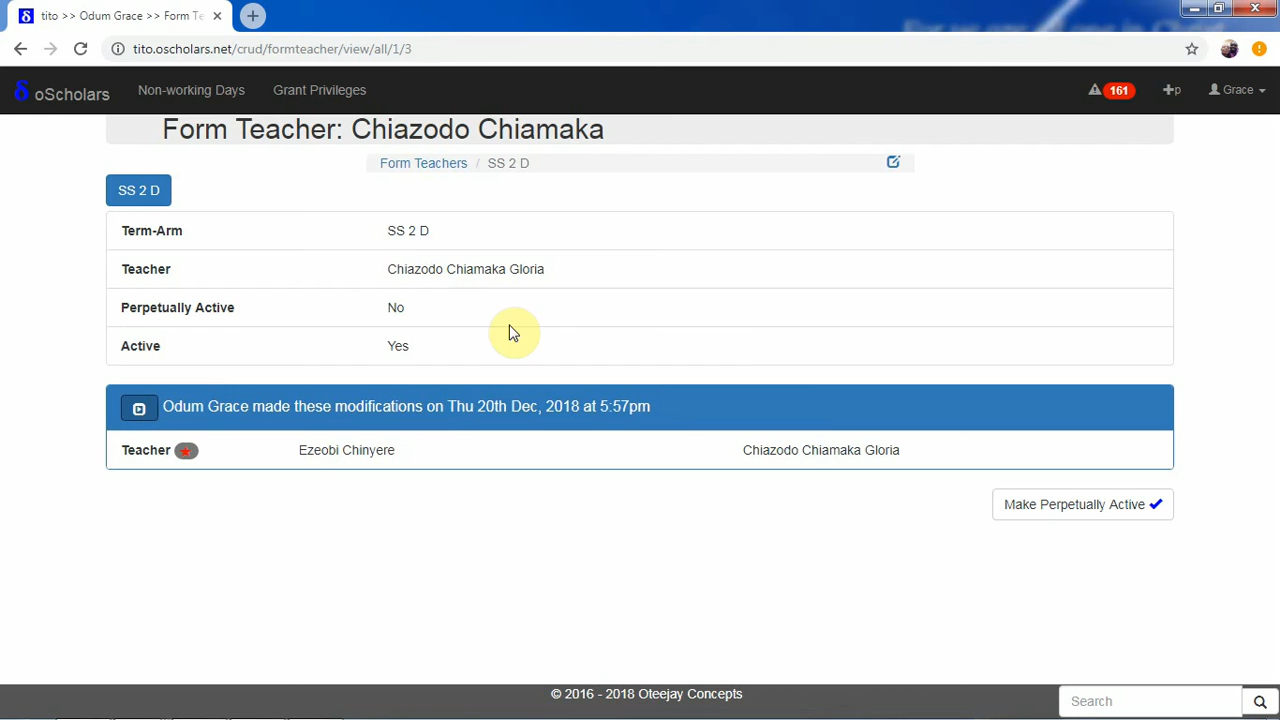 tito >> Odum Grace >> Form Te
tito.oscholars.net/crud/formteacher/view/all/1/3
δ oScholars Non-working Days Grant Privileges 161 +p Grace
Form Teacher: Chiazodo Chiamaka
Form Teachers / SS 2 D
SS 2 D
Term-Arm SS 2 D
Teacher Chiazodo Chiamaka Gloria
Perpetually Active No
Active Yes
Odum Grace made these modifications on Thu 20th Dec, 2018 at 5:57pm
Teacher Ezeobi Chinyere Chiazodo Chiamaka Gloria
Make Perpetually Active
© 2016 - 2018 Oteejay Concepts
Search